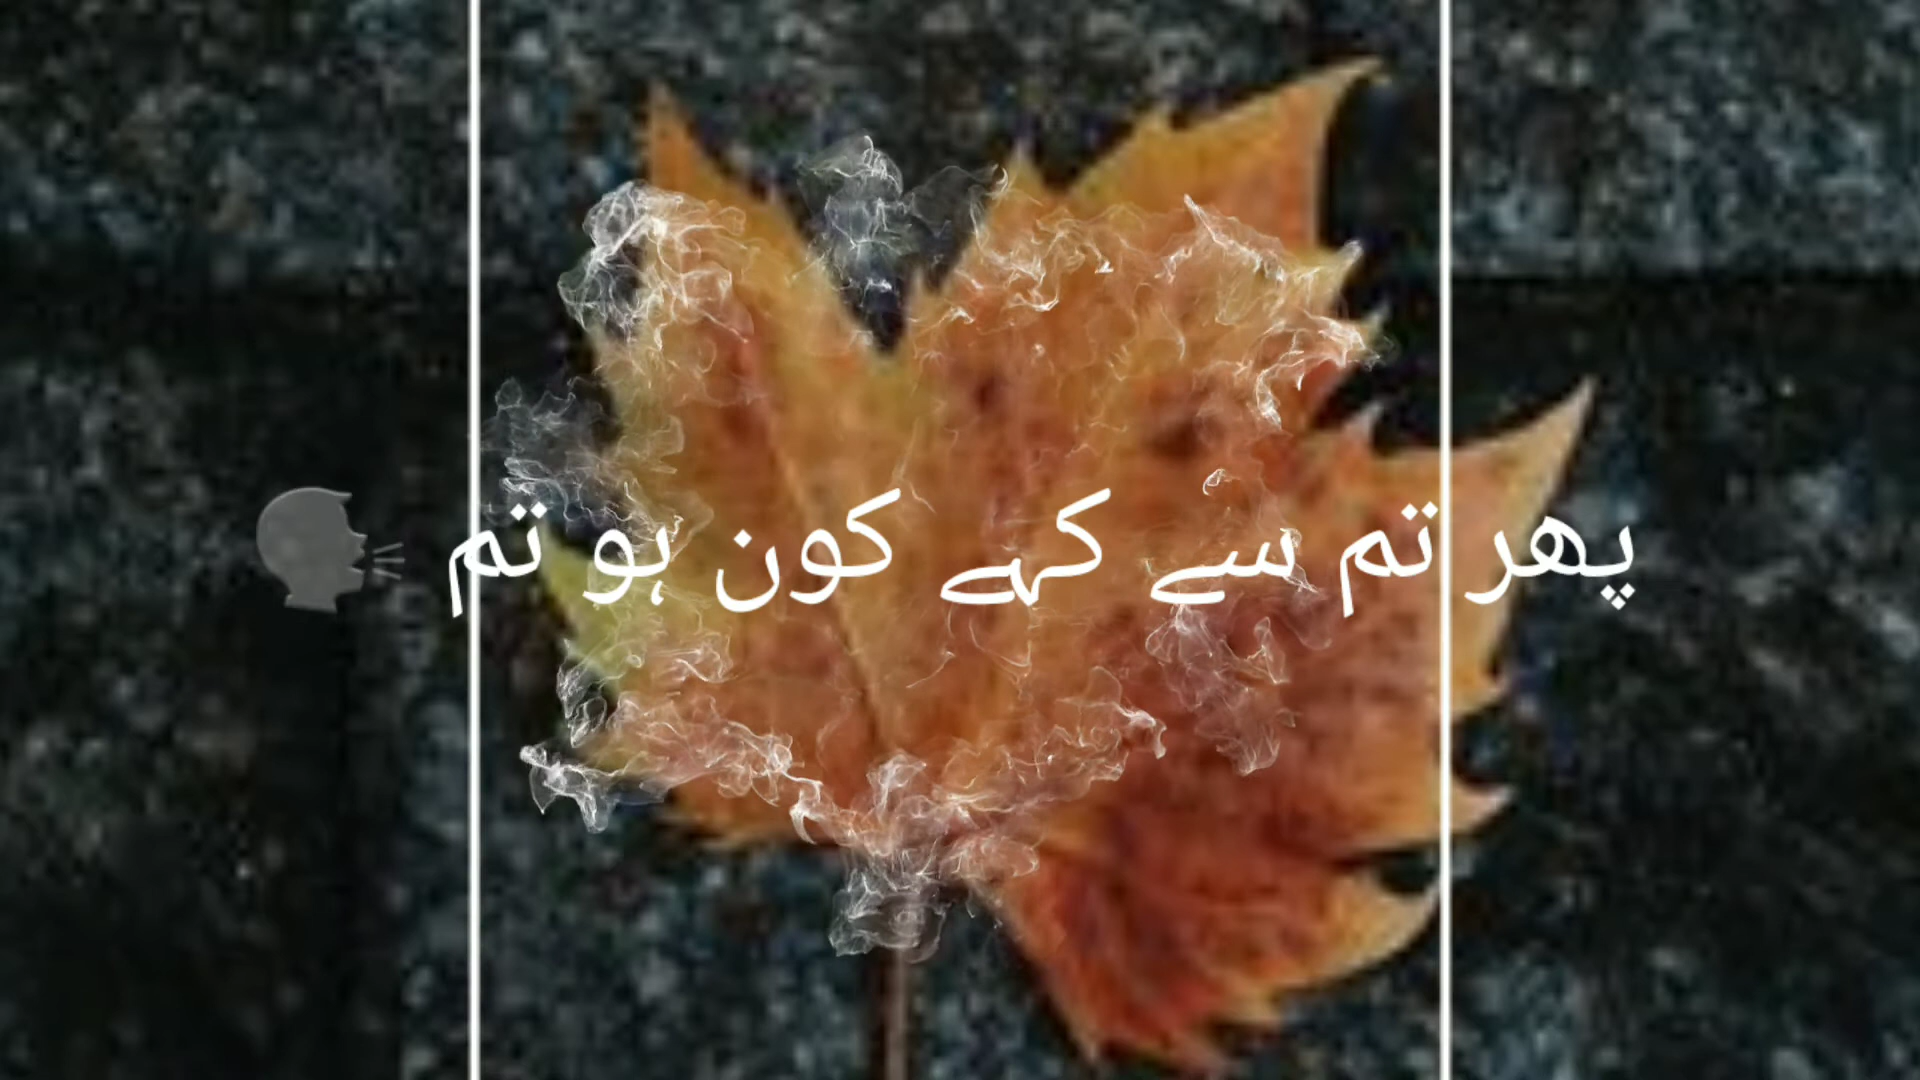 پھر تم سے کہے کون ہو تم 🗣